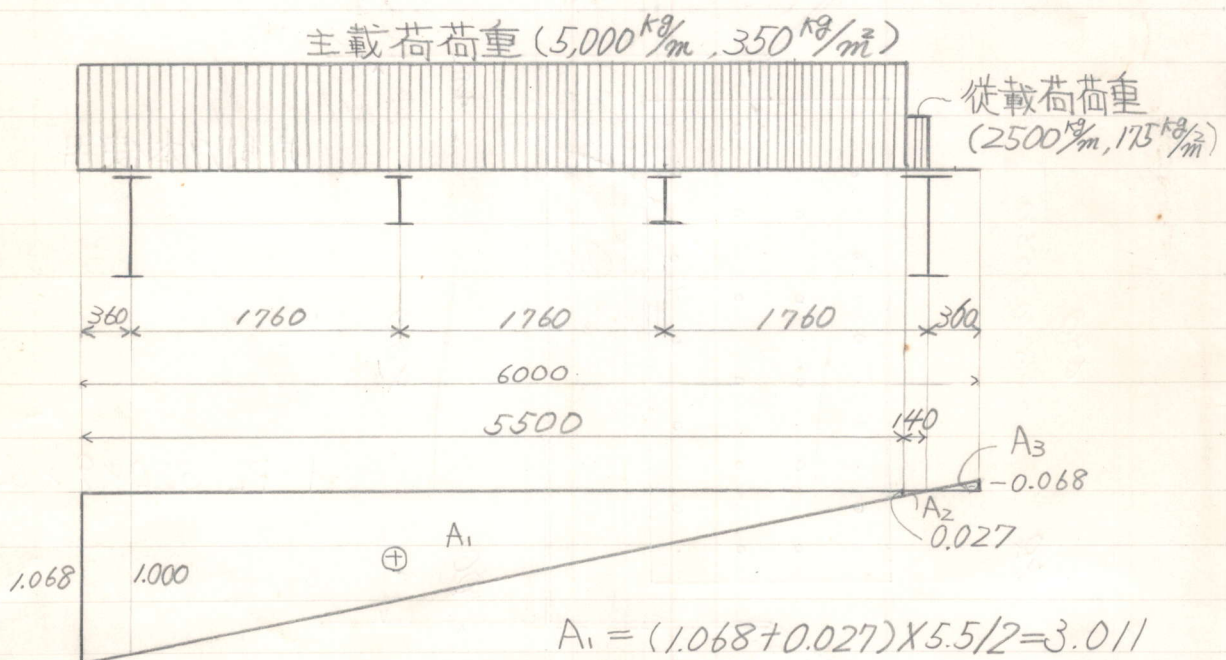 主載荷荷重(5,000kg/m,350kg/m²)
従載荷荷重
(2500kg/m,175kg/m²)
360 1760 1760 1760 360
6000
5500 140
A₃
-0.068
A₂
0.027
A₁
⊕
1.068 1.000
A₁=(1.068+0.027)×5.5/2=3.011